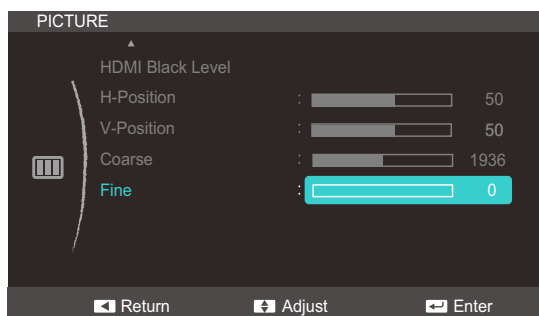 PICTURE
HDMI Black Level
H-Position : 50
V-Position : 50
Coarse : 1936
Fine : 0
Return Adjust Enter